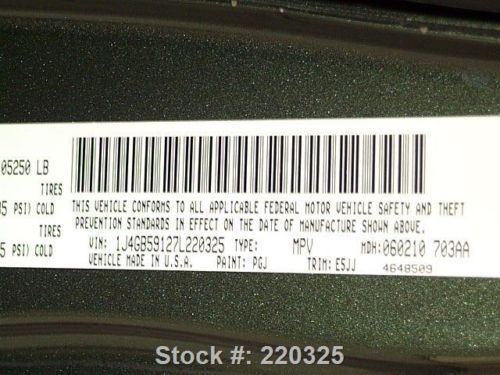 05250 LB
TIRES
35 PSI) COLD
TIRES
5 PSI) COLD
THIS VEHICLE CONFORMS TO ALL APPLICABLE FEDERAL MOTOR VEHICLE SAFETY AND THEFT
PREVENTION STANDARDS IN EFFECT ON THE DATE OF MANUFACTURE SHOWN ABOVE.
VIN: 1J4GB59127L220325 TYPE: MPV MDH:060210 703AA
VEHICLE MADE IN U.S.A. PAINT: PGJ TRIM:E5JJ 4648509
Stock #: 220325